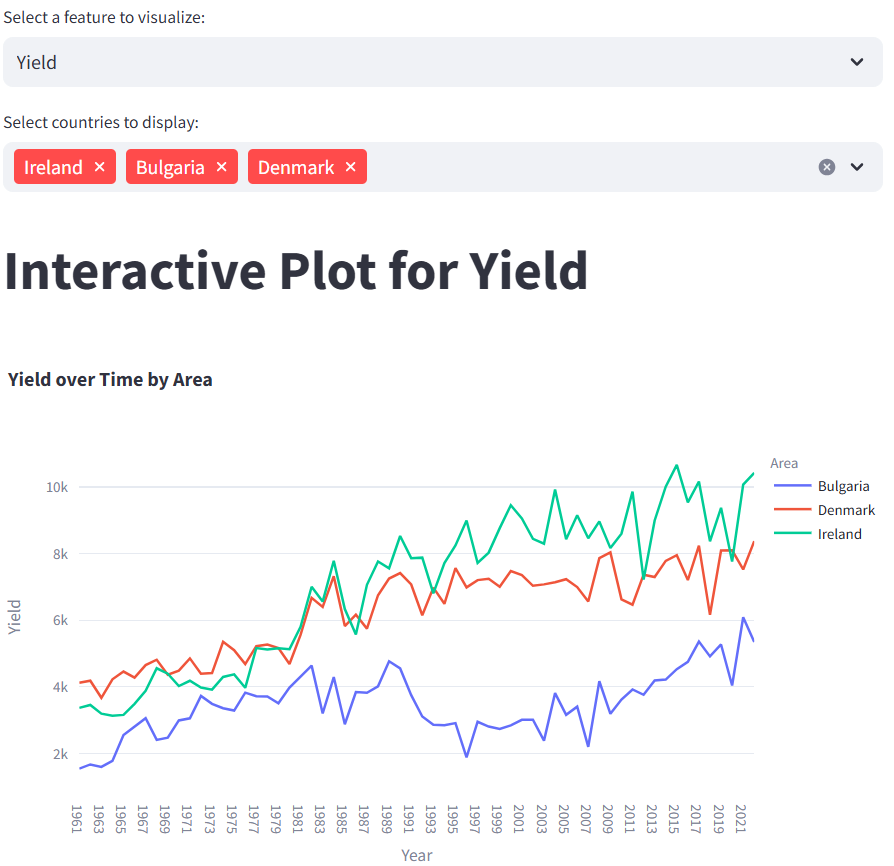 Select a feature to visualize:
Yield
Select countries to display:
Ireland × Bulgaria × Denmark ×
Interactive Plot for Yield
Yield over Time by Area
Area
Bulgaria
Denmark
Ireland
10k
8k
6k
4k
2k
Yield
1961 1963 1965 1967 1969 1971 1973 1975 1977 1979 1981 1983 1985 1987 1989 1991 1993 1995 1997 1999 2001 2003 2005 2007 2009 2011 2013 2015 2017 2019 2021
Year